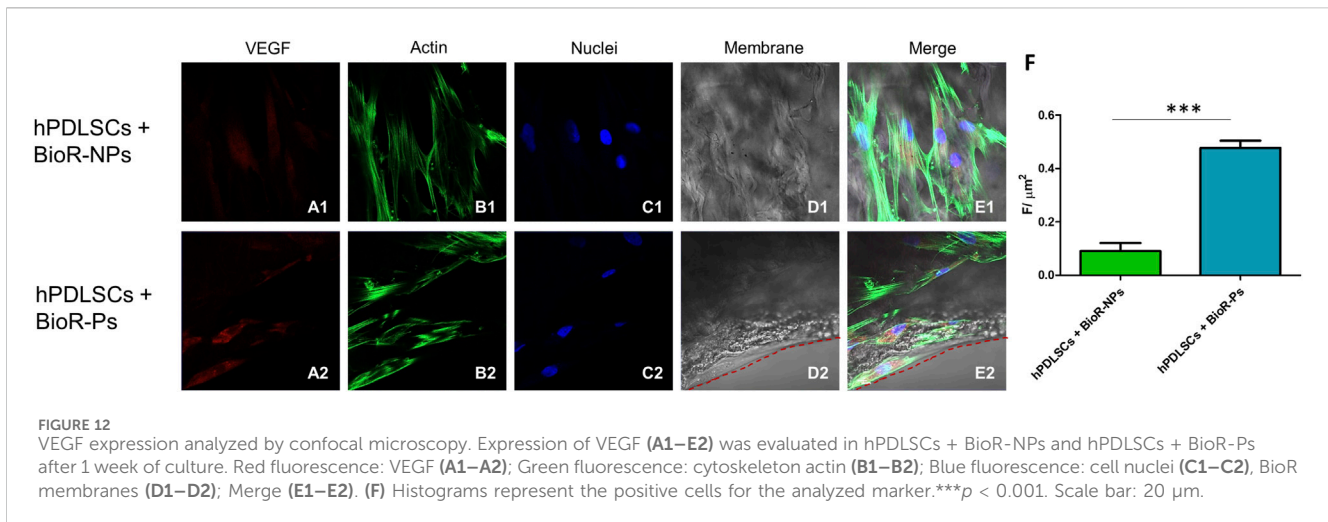 VEGF Actin Nuclei Membrane Merge
hPDLSCs +
BioR-NPs
A1 B1 C1 D1 E1
hPDLSCs +
BioR-Ps
A2 B2 C2 D2 E2
F
***
F/ μm²
0.6
0.4
0.2
0.0
hPDLSCs + BioR-NPs
hPDLSCs + BioR-Ps
FIGURE 12
VEGF expression analyzed by confocal microscopy. Expression of VEGF (A1–E2) was evaluated in hPDLSCs + BioR-NPs and hPDLSCs + BioR-Ps
after 1 week of culture. Red fluorescence: VEGF (A1–A2); Green fluorescence: cytoskeleton actin (B1–B2); Blue fluorescence: cell nuclei (C1–C2), BioR
membranes (D1–D2); Merge (E1–E2). (F) Histograms represent the positive cells for the analyzed marker.***p < 0.001. Scale bar: 20 μm.